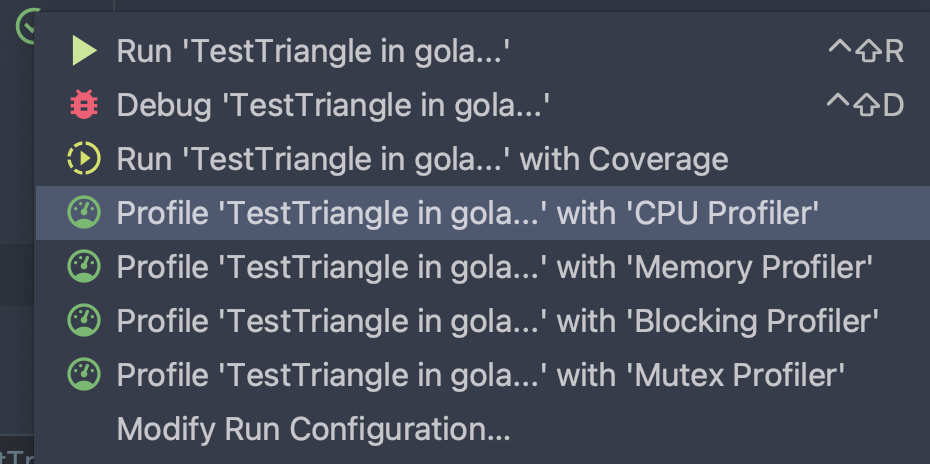 Run 'TestTriangle in gola...' ^⇧R
Debug 'TestTriangle in gola...' ^⇧D
Run 'TestTriangle in gola...' with Coverage
Profile 'TestTriangle in gola...' with 'CPU Profiler'
Profile 'TestTriangle in gola...' with 'Memory Profiler'
Profile 'TestTriangle in gola...' with 'Blocking Profiler'
Profile 'TestTriangle in gola...' with 'Mutex Profiler'
Modify Run Configuration...